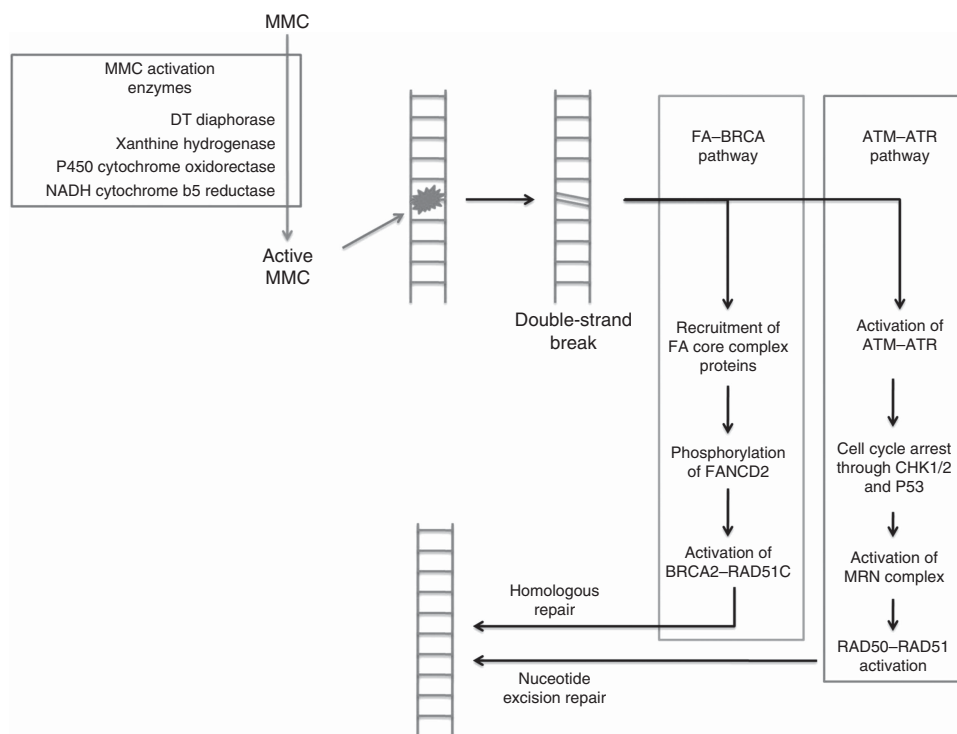 MMC
MMC activation
enzymes
DT diaphorase
Xanthine hydrogenase
P450 cytochrome oxidorectase
NADH cytochrome b5 reductase
Active
MMC
Double-strand
break
FA–BRCA
pathway
Recruitment of
FA core complex
proteins
Phosphorylation
of FANCD2
Activation of
BRCA2–RAD51C
ATM–ATR
pathway
Activation of
ATM–ATR
Cell cycle arrest
through CHK1/2
and P53
Activation of
MRN complex
RAD50–RAD51
activation
Homologous
repair
Nuceotide
excision repair